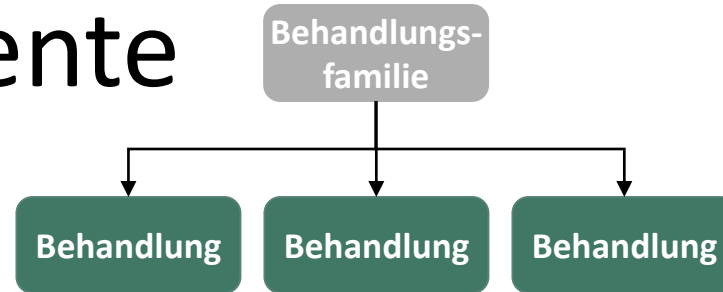 ente
Behandlungs-
familie
Behandlung
Behandlung
Behandlung